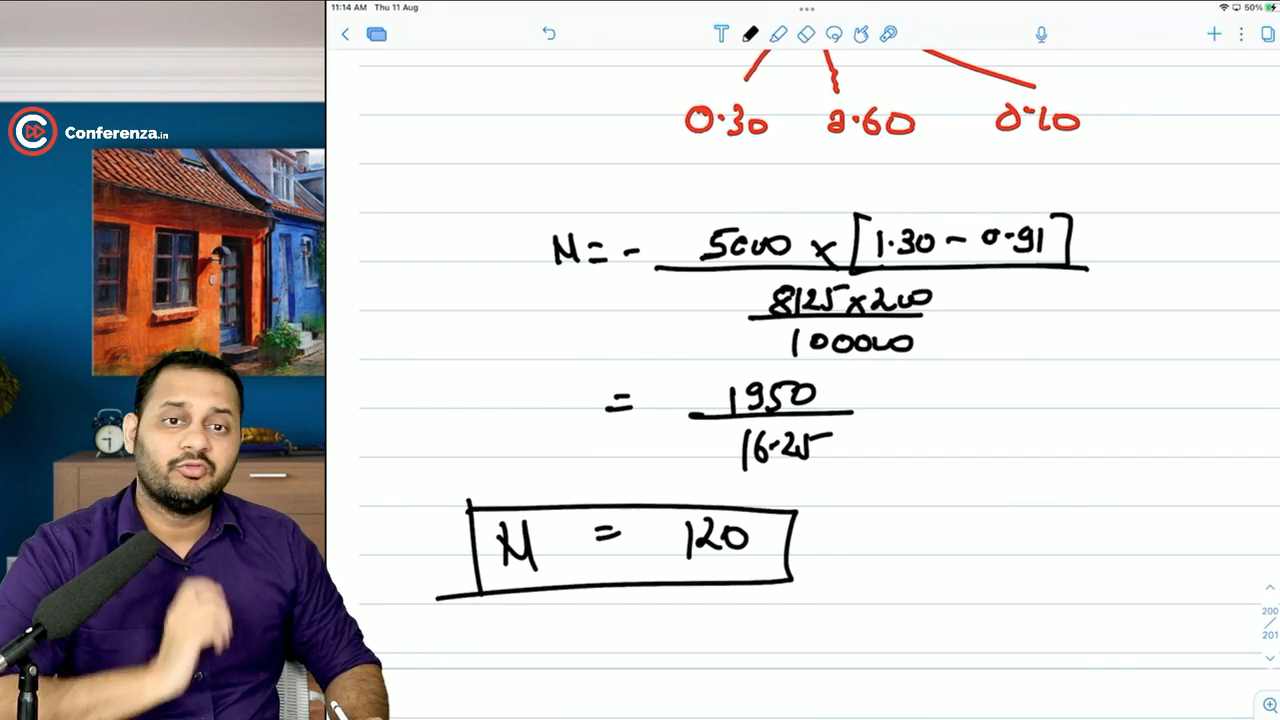 11:14 AM Thu 11 Aug
50%
Conferenza.in
0.30 0.60 0.10
M = - 5000 × [1.30 - 0.91]
8125×200
100000
= 1950
16.25
M = 120
200
201